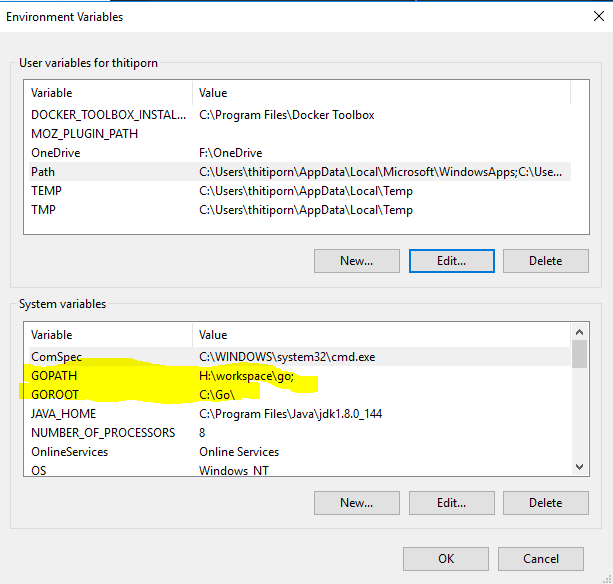 Environment Variables
User variables for thitiporn
Variable Value
DOCKER_TOOLBOX_INSTAL... C:\Program Files\Docker Toolbox
MOZ_PLUGIN_PATH
OneDrive F:\OneDrive
Path C:\Users\thitiporn\AppData\Local\Microsoft\WindowsApps;C:\Use...
TEMP C:\Users\thitiporn\AppData\Local\Temp
TMP C:\Users\thitiporn\AppData\Local\Temp
New... Edit... Delete
System variables
Variable Value
ComSpec C:\WINDOWS\system32\cmd.exe
GOPATH H:\workspace\go;
GOROOT C:\Go\
JAVA_HOME C:\Program Files\Java\jdk1.8.0_144
NUMBER_OF_PROCESSORS 8
OnlineServices Online Services
OS Windows_NT
New... Edit... Delete
OK Cancel